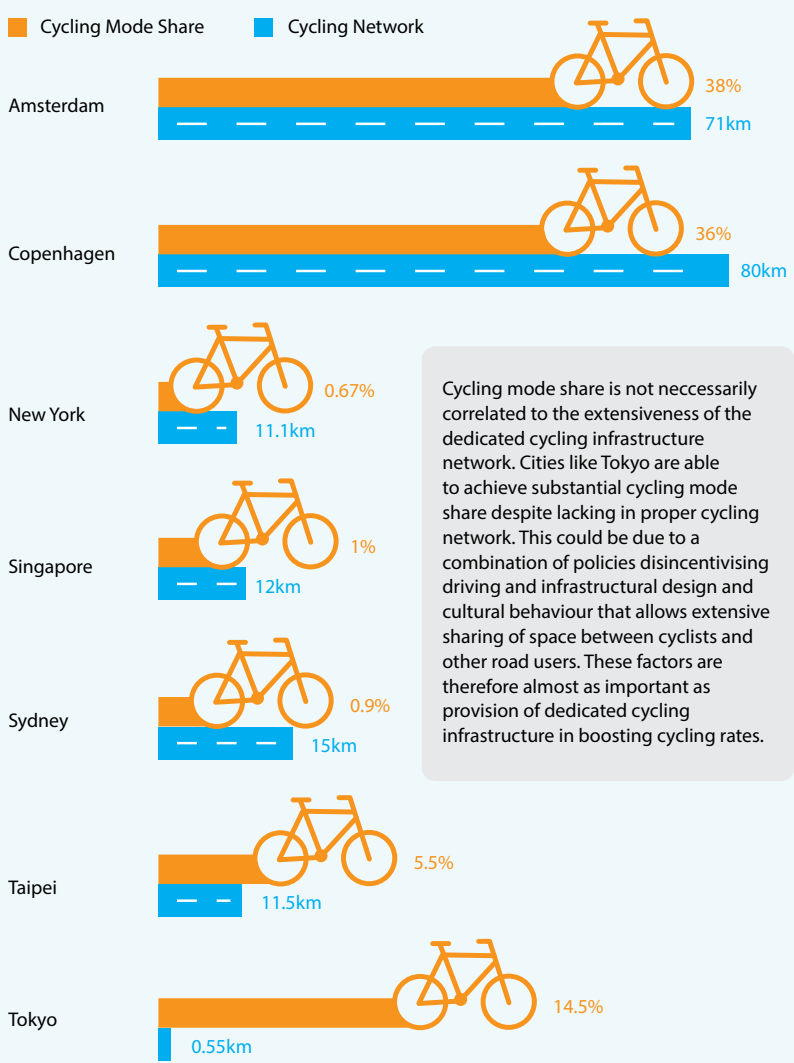 Cycling Mode Share
Cycling Network
Amsterdam
38%
71km
Copenhagen
36%
80km
New York
0.67%
11.1km
Singapore
1%
12km
Sydney
0.9%
15km
Taipei
5.5%
11.5km
Tokyo
14.5%
0.55km
Cycling mode share is not neccessarily
correlated to the extensiveness of the
dedicated cycling infrastructure
network. Cities like Tokyo are able
to achieve substantial cycling mode
share despite lacking in proper cycling
network. This could be due to a
combination of policies disincentivising
driving and infrastructural design and
cultural behaviour that allows extensive
sharing of space between cyclists and
other road users. These factors are
therefore almost as important as
provision of dedicated cycling
infrastructure in boosting cycling rates.